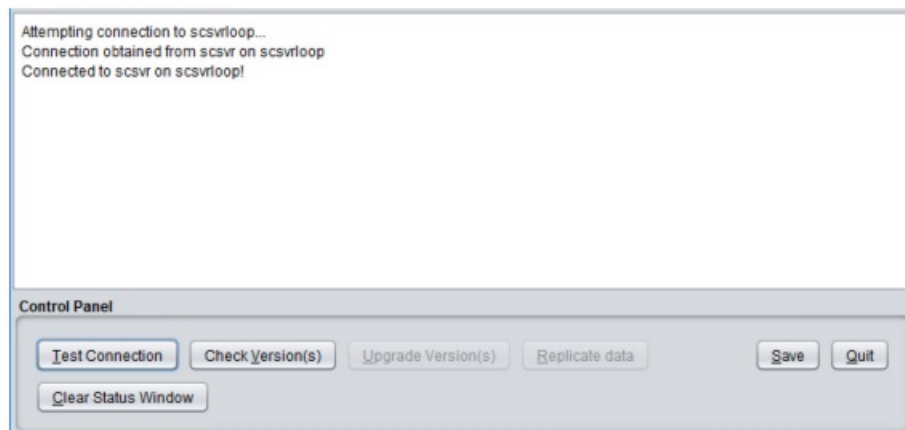 Attempting connection to scsvrloop...
Connection obtained from scsvr on scsvrloop
Connected to scsvr on scsvrloop!
Control Panel
Test Connection
Check Version(s)
Upgrade Version(s)
Replicate data
Save
Quit
Clear Status Window